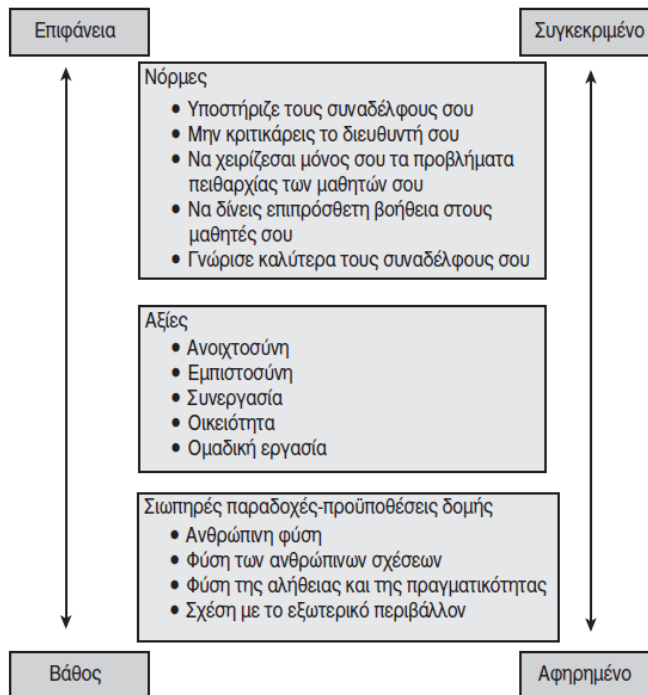 Επιφάνεια
Συγκεκριμένο
Νόρμες
• Υποστήριζε τους συναδέλφους σου
• Μην κριτικάρεις το διευθυντή σου
• Να χειρίζεσαι μόνος σου τα προβλήματα
πειθαρχίας των μαθητών σου
• Να δίνεις επιπρόσθετη βοήθεια στους
μαθητές σου
• Γνώρισε καλύτερα τους συναδέλφους σου
Αξίες
• Ανοιχτοσύνη
• Εμπιστοσύνη
• Συνεργασία
• Οικειότητα
• Ομαδική εργασία
Σιωπηρές παραδοχές-προϋποθέσεις δομής
• Ανθρώπινη φύση
• Φύση των ανθρώπινων σχέσεων
• Φύση της αλήθειας και της πραγματικότητας
• Σχέση με το εξωτερικό περιβάλλον
Βάθος
Αφηρημένο